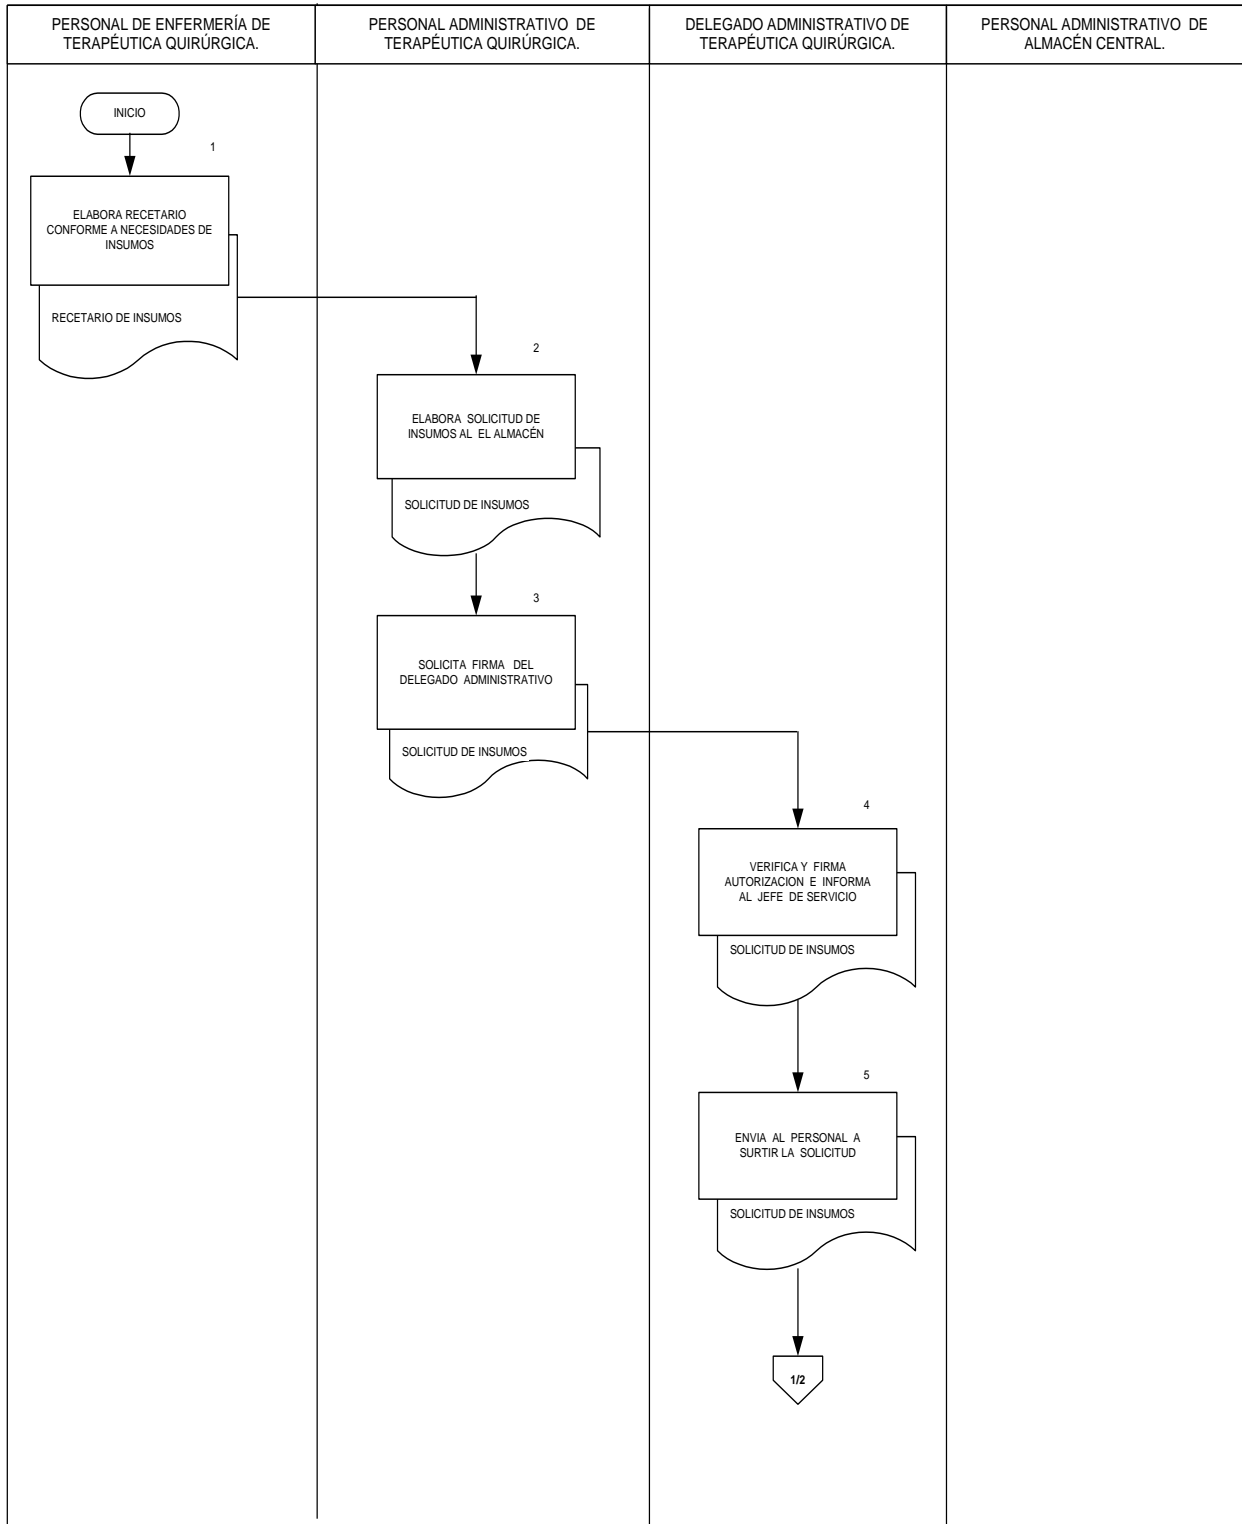 PERSONAL DE ENFERMERÍA DE
TERAPÉUTICA QUIRÚRGICA.
PERSONAL ADMINISTRATIVO DE
TERAPÉUTICA QUIRÚRGICA.
DELEGADO ADMINISTRATIVO DE
TERAPÉUTICA QUIRÚRGICA.
PERSONAL ADMINISTRATIVO DE
ALMACÉN CENTRAL.
INICIO
1
ELABORA RECETARIO
CONFORME A NECESIDADES DE
INSUMOS
RECETARIO DE INSUMOS
2
ELABORA SOLICITUD DE
INSUMOS AL EL ALMACÉN
SOLICITUD DE INSUMOS
3
SOLICITA FIRMA DEL
DELEGADO ADMINISTRATIVO
SOLICITUD DE INSUMOS
4
VERIFICA Y FIRMA
AUTORIZACION E INFORMA
AL JEFE DE SERVICIO
SOLICITUD DE INSUMOS
5
ENVIA AL PERSONAL A
SURTIR LA SOLICITUD
SOLICITUD DE INSUMOS
1/2